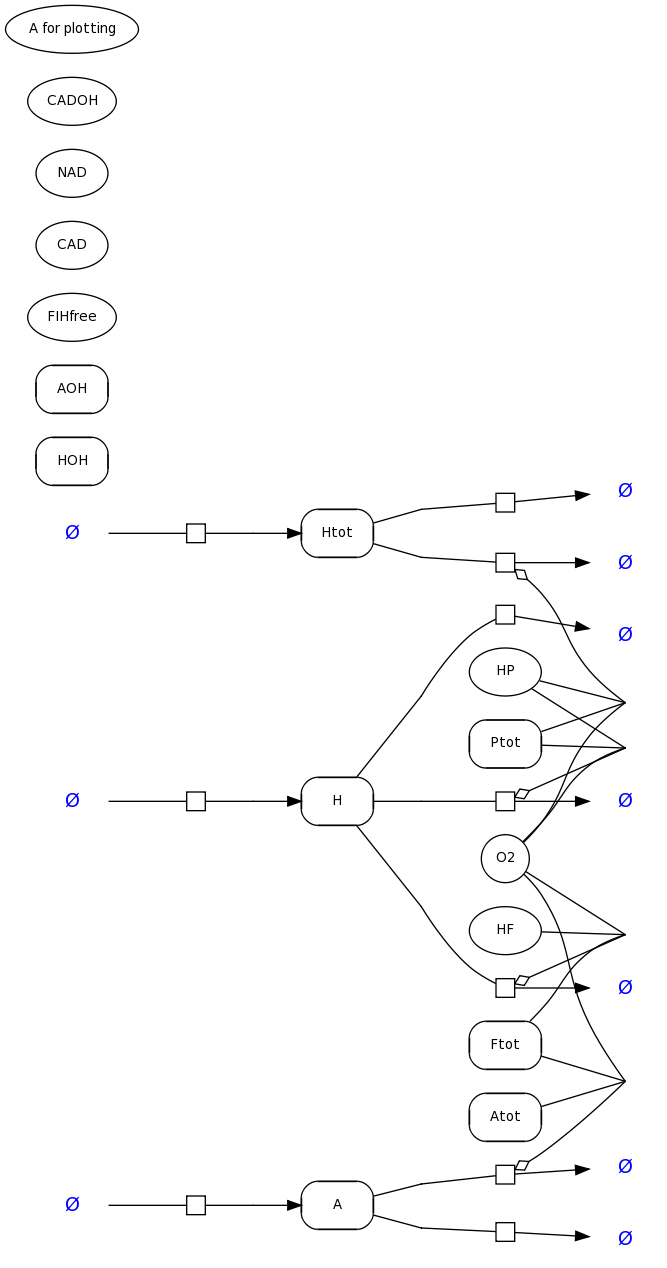 A for plotting
CADOH
NAD
CAD
FIHfree
AOH
HOH
Ø
Ø Htot
Ø
Ø
HP
Ptot
Ø H Ø
O2
HF
Ø
Ftot
Atot
Ø
Ø A
Ø